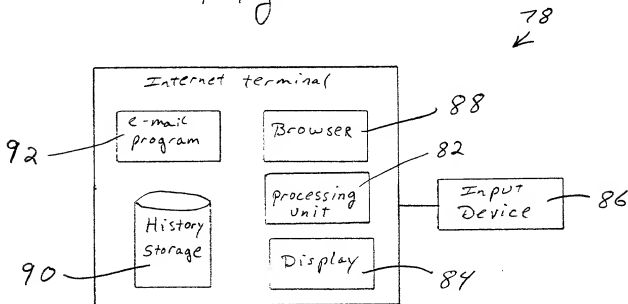 78
Internet terminal
e-mail
program
Browser
88
92
82
Processing
unit
Input
Device
86
History
Storage
Display
90
84